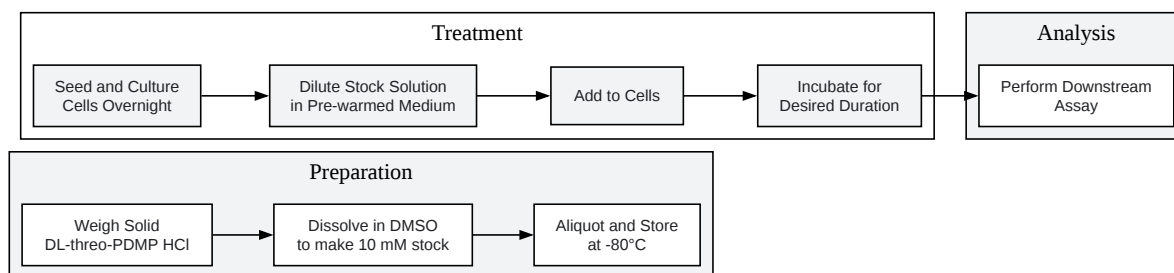 Treatment
Seed and Culture
Cells Overnight
Dilute Stock Solution
in Pre-warmed Medium
Add to Cells
Incubate for
Desired Duration
Analysis
Perform Downstream
Assay
Preparation
Weigh Solid
DL-threo-PDMP HCl
Dissolve in DMSO
to make 10 mM stock
Aliquot and Store
at -80°C